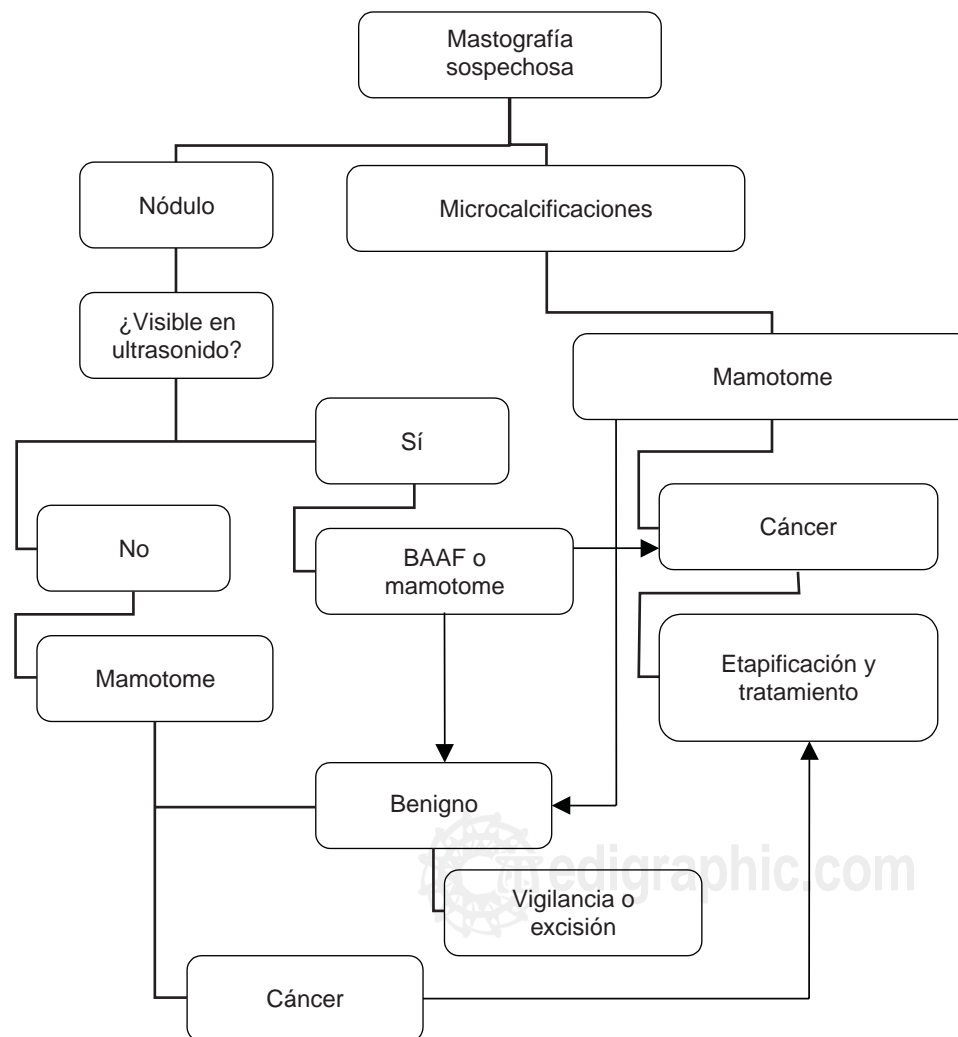 Mastografía
sospechosa
Nódulo
Microcalcificaciones
¿Visible en
ultrasonido?
Mamotome
Sí
Cáncer
No
BAAF o
mamotome
Etapificación y
tratamiento
Mamotome
Benigno
edigraphic.com
Vigilancia o
excisión
Cáncer